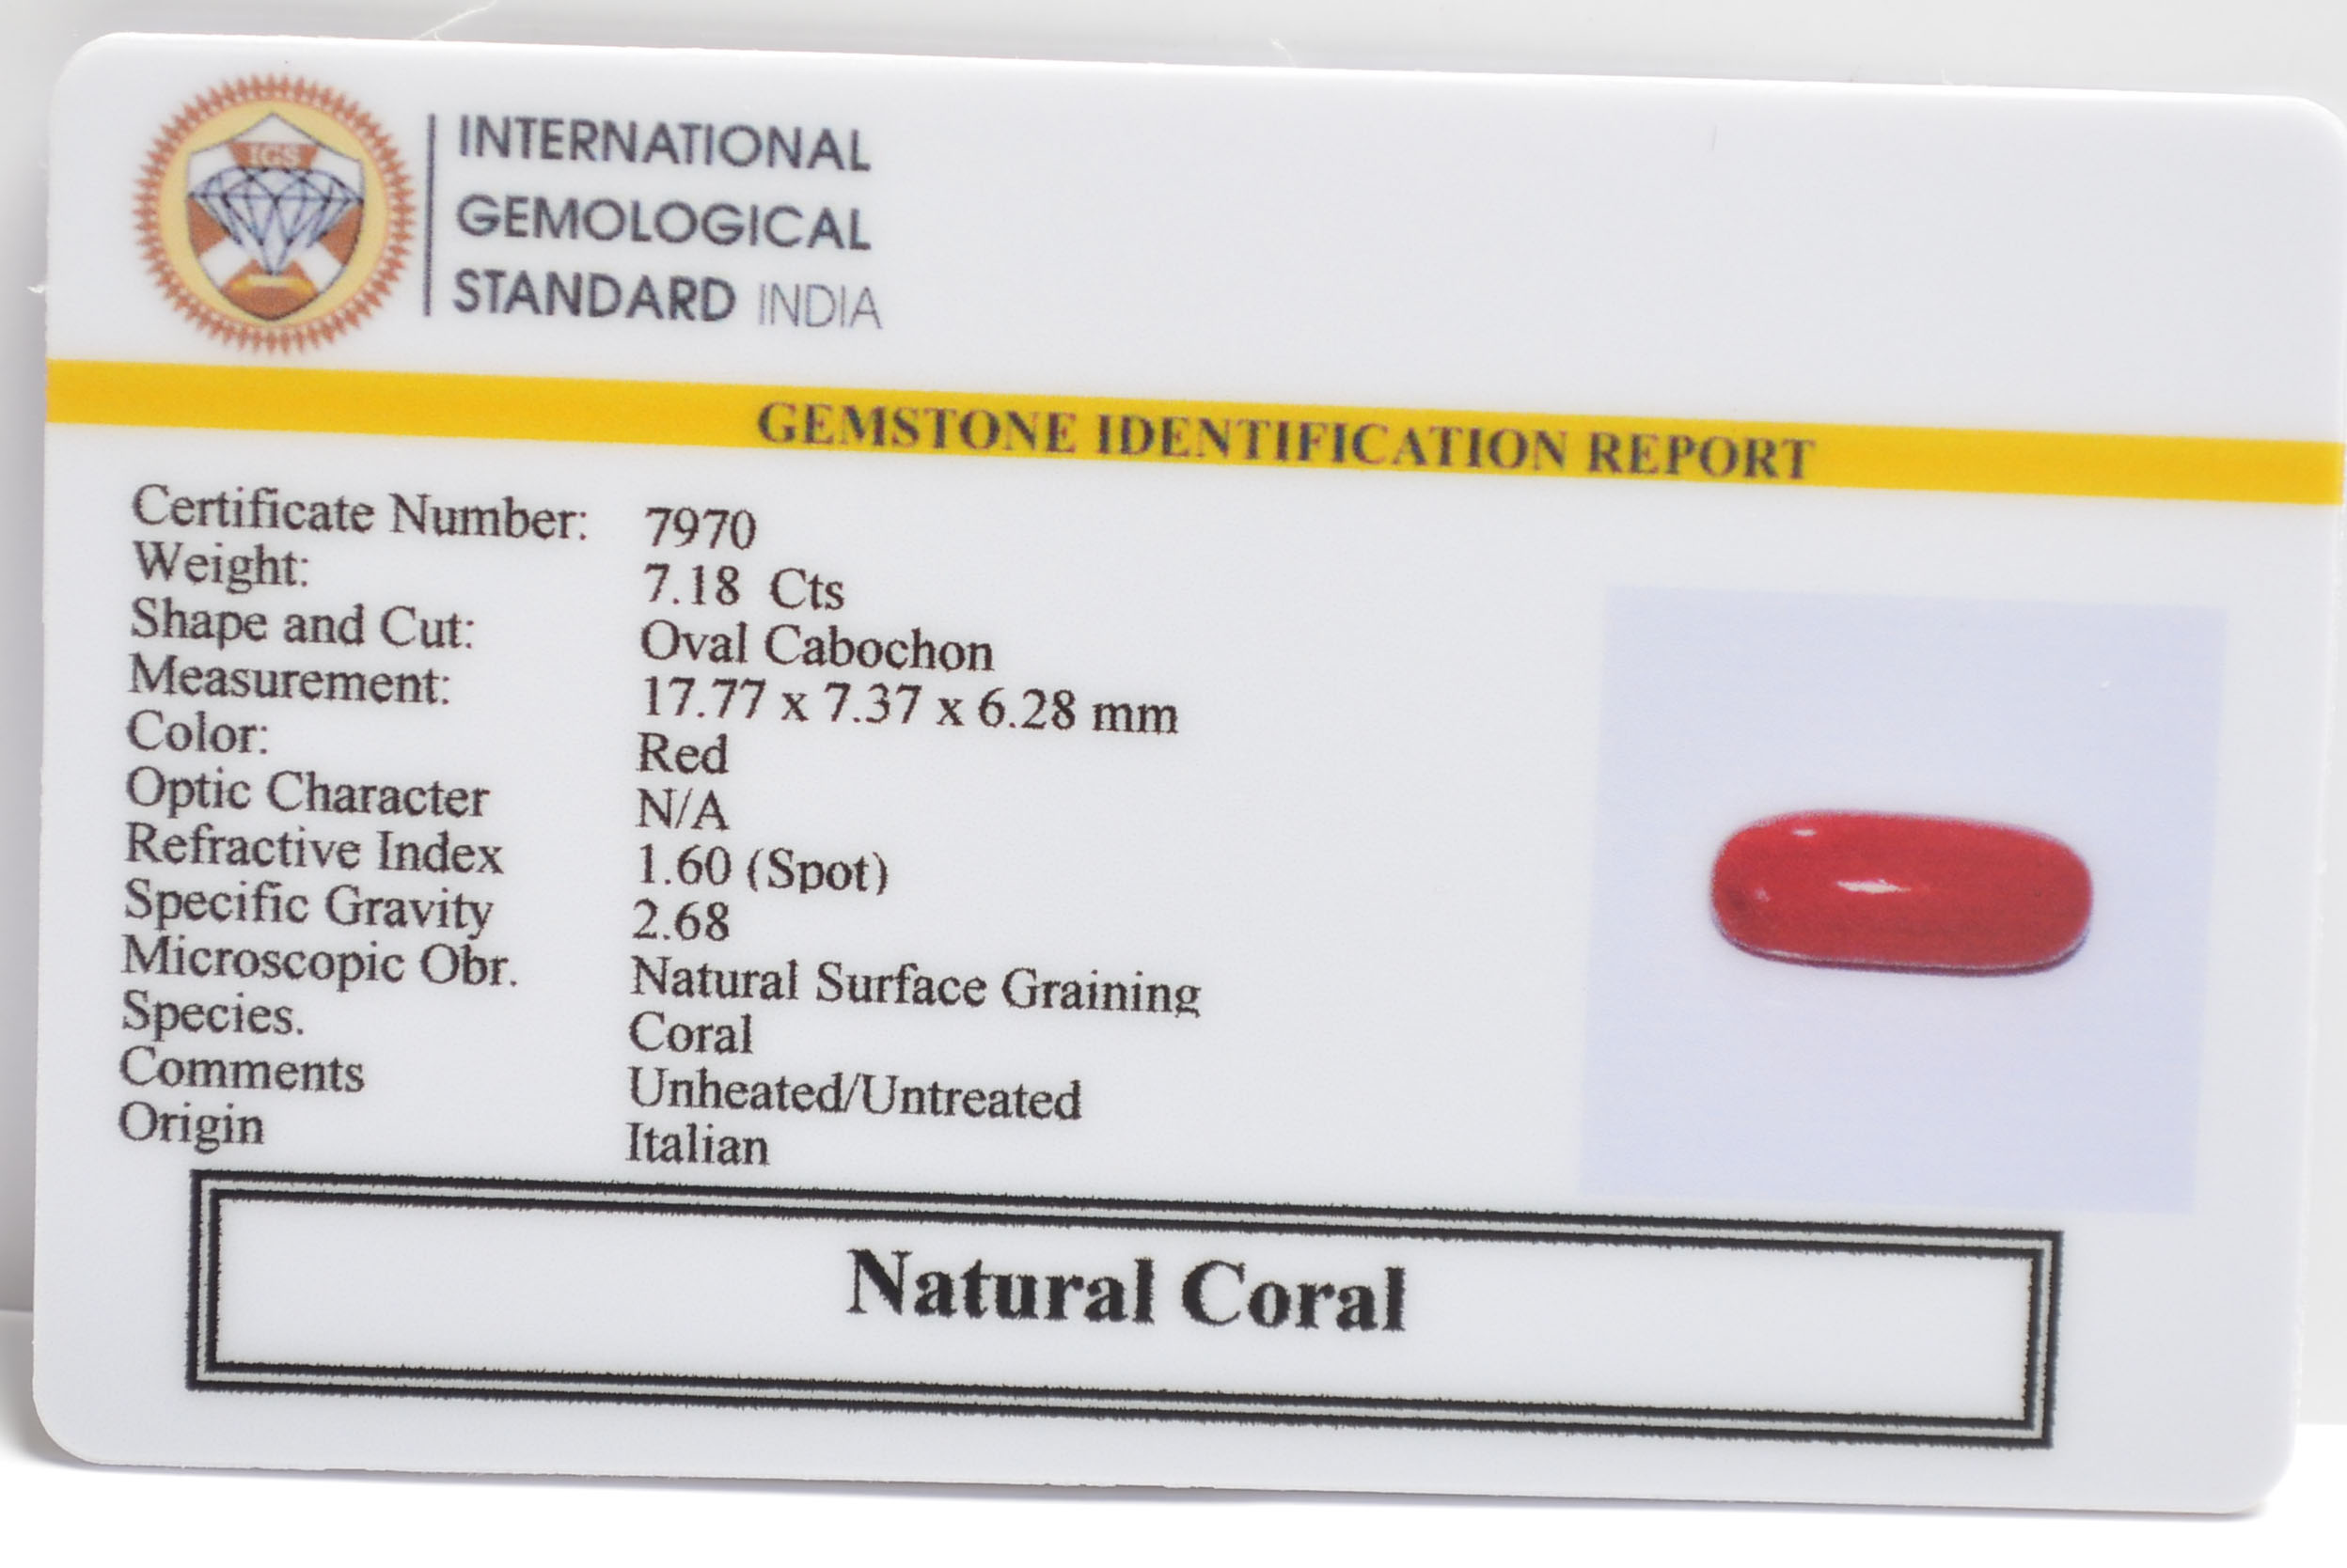 IGS
INTERNATIONAL
GEMOLOGICAL
STANDARD INDIA
GEMSTONE IDENTIFICATION REPORT
Certificate Number: 7970
Weight: 7.18 Cts
Shape and Cut: Oval Cabochon
Measurement: 17.77 x 7.37 x 6.28 mm
Color: Red
Optic Character N/A
Refractive Index 1.60 (Spot)
Specific Gravity 2.68
Microscopic Obr. Natural Surface Graining
Species. Coral
Comments Unheated/Untreated
Origin Italian
Natural Coral